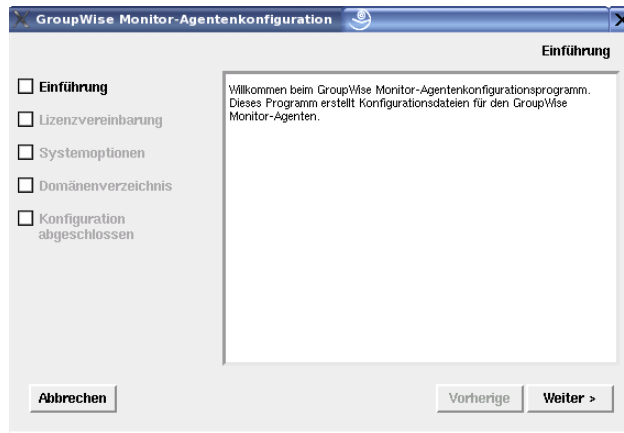 GroupWise Monitor-Agentenkonfiguration
Einführung
Einführung
Lizenzvereinbarung
Systemoptionen
Domänenverzeichnis
Konfiguration
abgeschlossen
Willkommen beim GroupWise Monitor-Agentenkonfigurationsprogramm.
Dieses Programm erstellt Konfigurationsdateien für den GroupWise
Monitor-Agenten.
Abbrechen
Vorherige
Weiter >